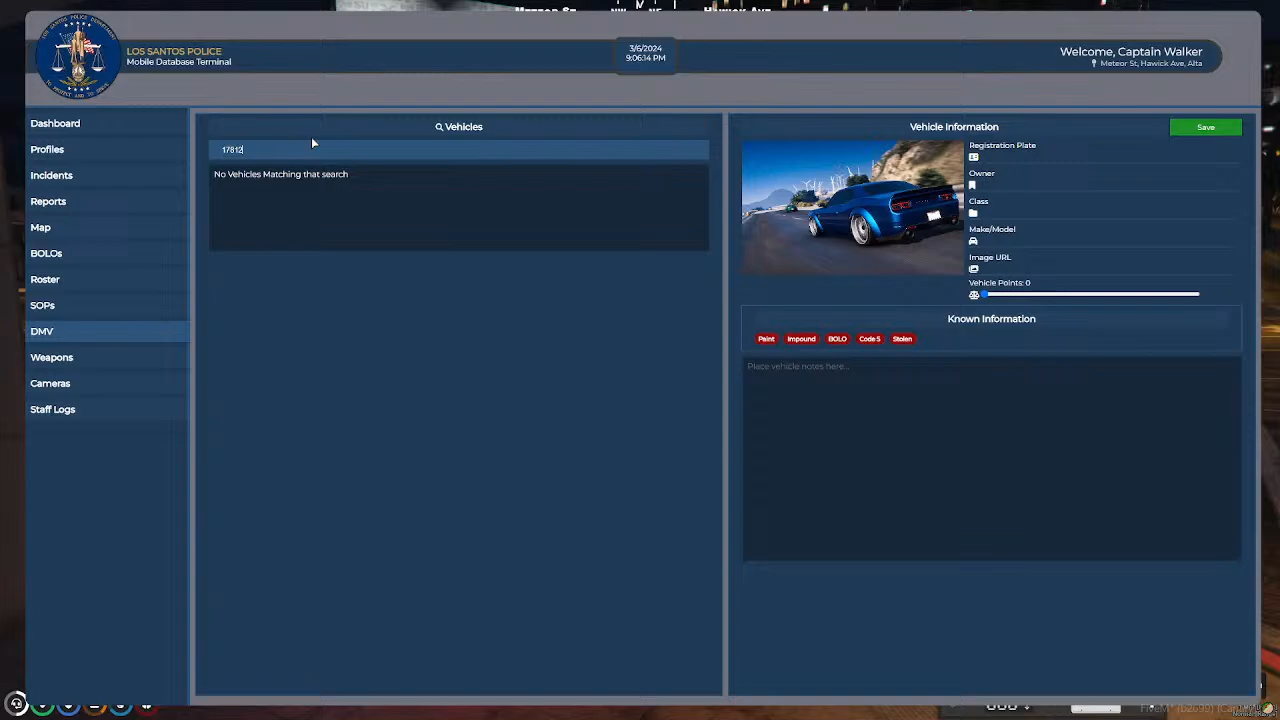 LOS SANTOS POLICE
Mobile Database Terminal
3/6/2024
9:06:14 PM
Welcome, Captain Walker
Meteor St, Hawick Ave, Alta
Dashboard
Profiles
Incidents
Reports
Map
BOLOs
Roster
SOPs
DMV
Weapons
Cameras
Staff Logs
Vehicles
17812
No Vehicles Matching that search
Vehicle Information
Save
Registration Plate
Owner
Class
Make/Model
Image URL
Vehicle Points: 0
Known Information
Paint Impound BOLO Code 5 Stolen
Place vehicle notes here...